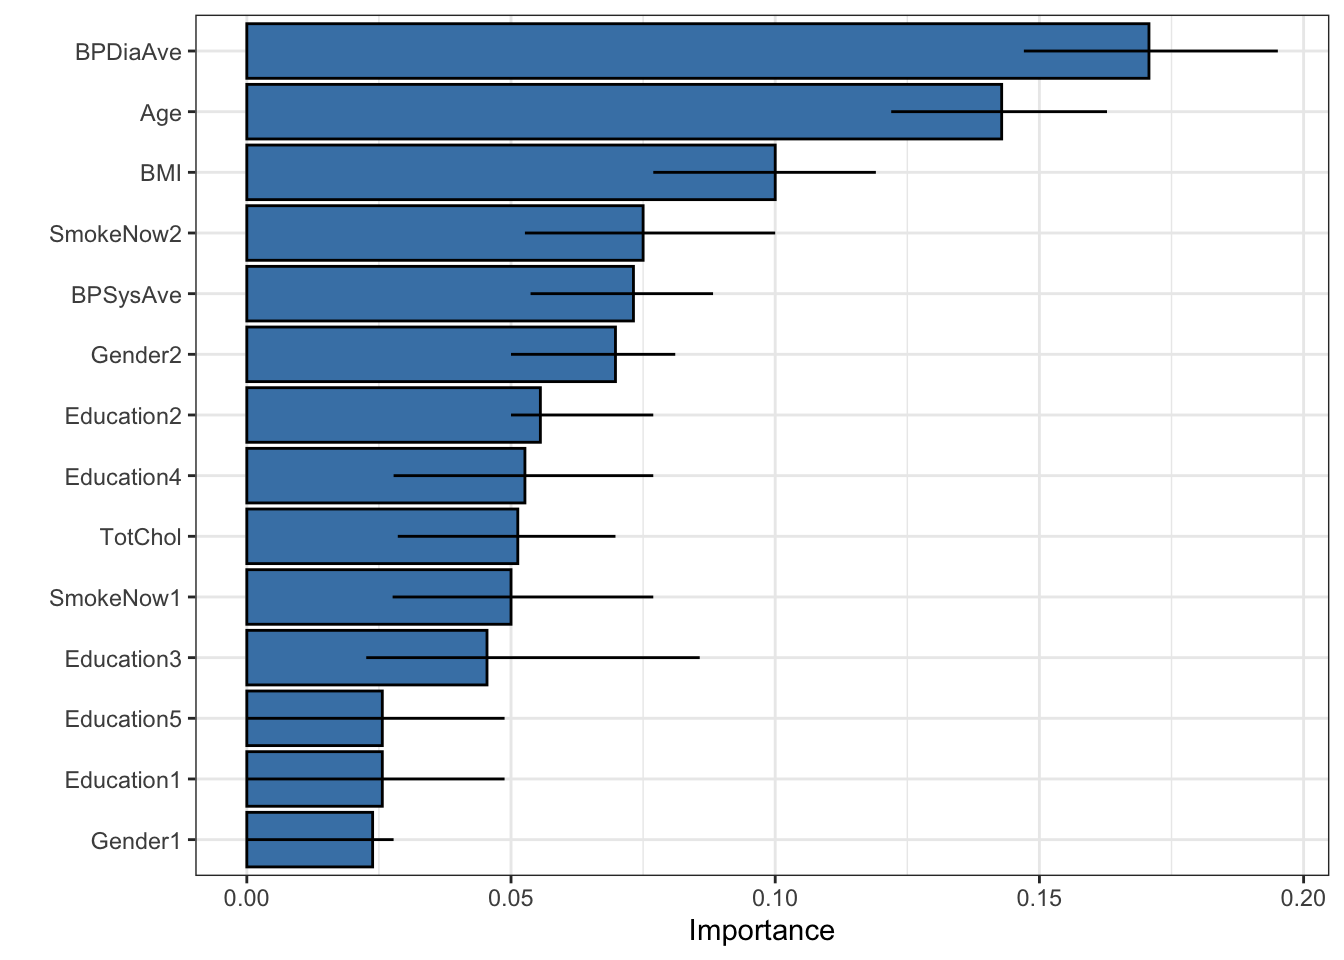 BPDiaAve
Age
BMI
SmokeNow2
BPSysAve
Gender2
Education2
Education4
TotChol
SmokeNow1
Education3
Education5
Education1
Gender1
0.00 0.05 0.10 0.15 0.20
Importance